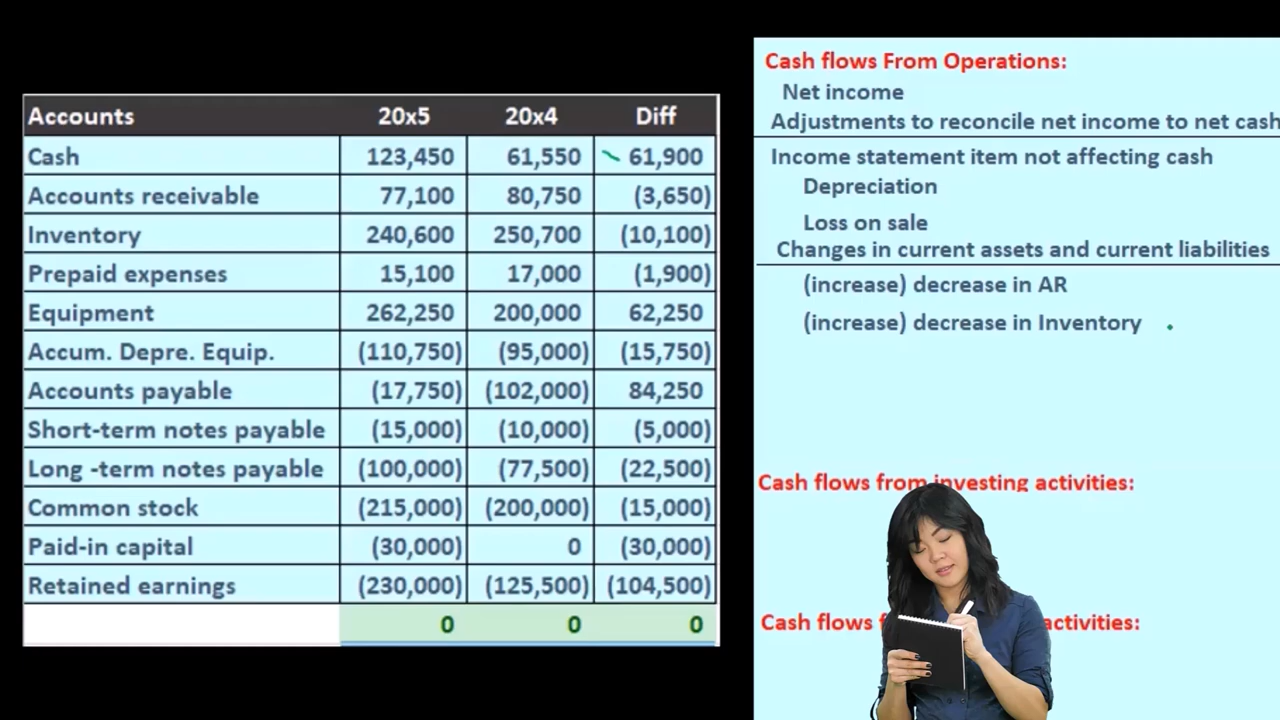 Accounts 20x5 20x4 Diff
Cash 123,450 61,550 61,900
Accounts receivable 77,100 80,750 (3,650)
Inventory 240,600 250,700 (10,100)
Prepaid expenses 15,100 17,000 (1,900)
Equipment 262,250 200,000 62,250
Accum. Depre. Equip. (110,750) (95,000) (15,750)
Accounts payable (17,750) (102,000) 84,250
Short-term notes payable (15,000) (10,000) (5,000)
Long -term notes payable (100,000) (77,500) (22,500)
Common stock (215,000) (200,000) (15,000)
Paid-in capital (30,000) 0 (30,000)
Retained earnings (230,000) (125,500) (104,500)
0 0 0
Cash flows From Operations:
Net income
Adjustments to reconcile net income to net cash
Income statement item not affecting cash
Depreciation
Loss on sale
Changes in current assets and current liabilities
(increase) decrease in AR
(increase) decrease in Inventory
Cash flows from investing activities:
Cash flows activities: